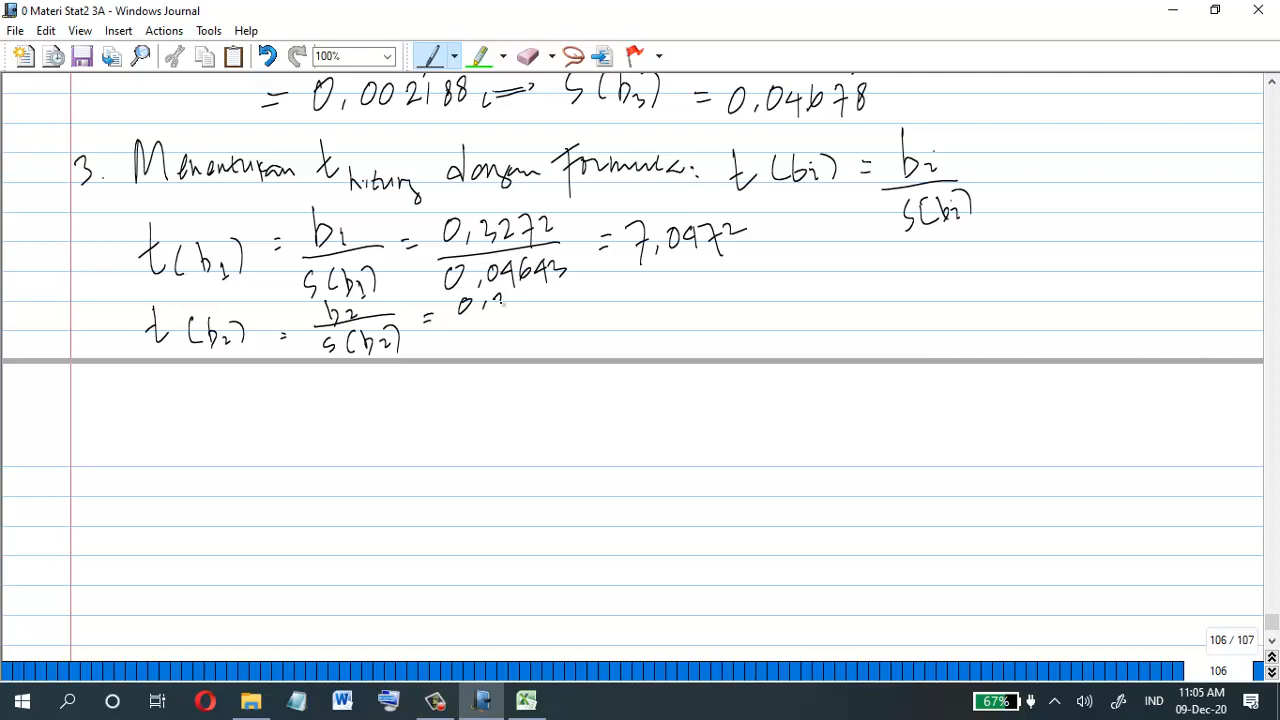 0 Materi Stat2 3A - Windows Journal
File Edit View Insert Actions Tools Help
100%
= 0,002188 ⟺ s(b3) = 0,04678
3. Menentukan t hitung dengan formula: t(bi) = bi / s(bi)
t(b1) = b1 / s(b1) = 0,3272 / 0,04643 = 7,0472
t(b2) = b2 / s(b2) = 0,
106 / 107
106
67% IND 11:05 AM
09-Dec-20